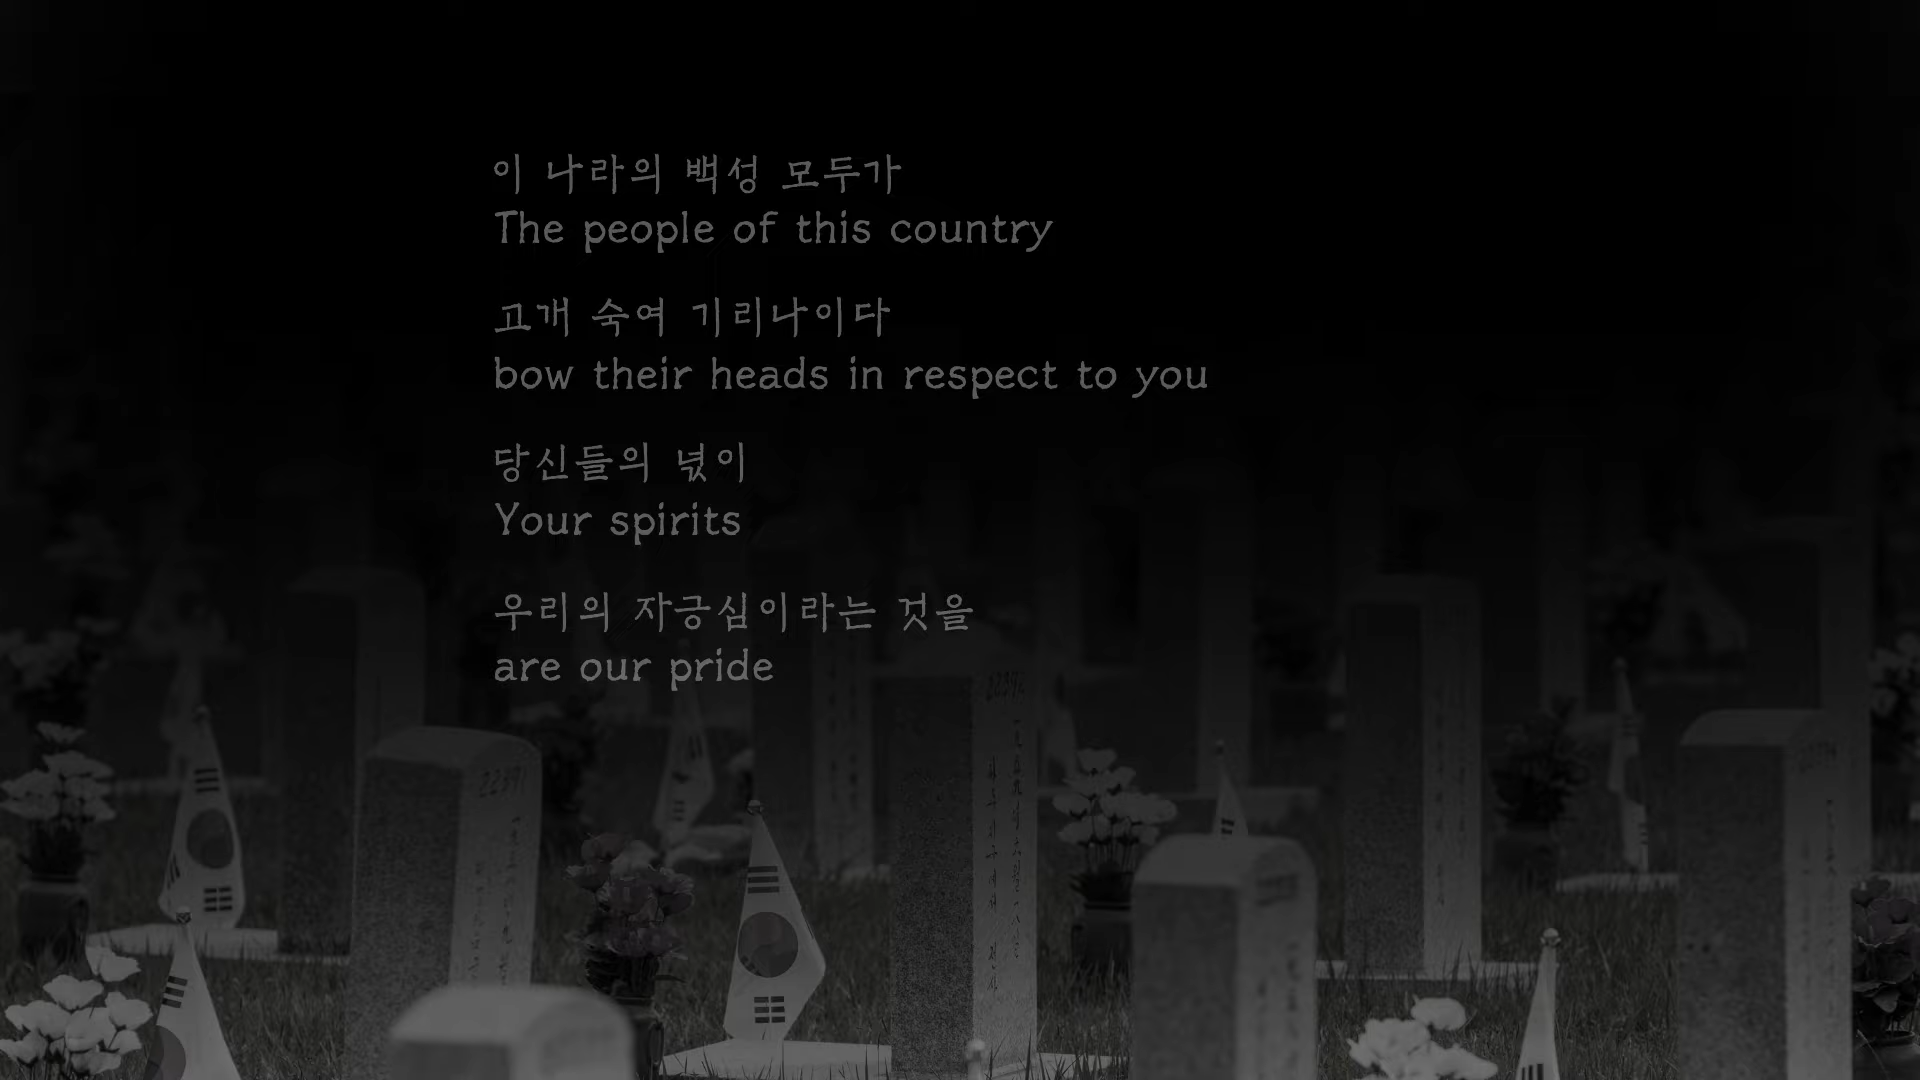 이 나라의 백성 모두가
The people of this country
고개 숙여 기리나이다
bow their heads in respect to you
당신들의 넋이
Your spirits
우리의 자긍심이라는 것을
are our pride
22391